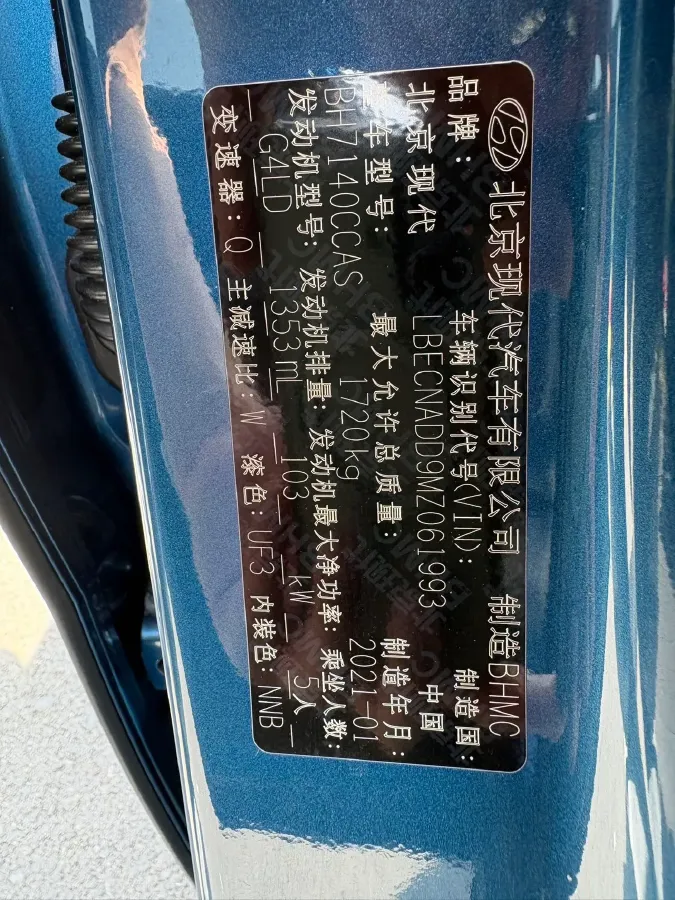 北京现代汽车有限公司 制造BHMC
品牌: 车辆识别代号(VIN): 制造国:
北京现代 LBECNADD9MZ061993 中国
整车型号: 最大允许总质量: 制造年月:
BH7140CCAS 1720kg 2021-01
发动机型号: 发动机排量: 发动机最大净功率: 乘坐人数:
G4LD 1353ml 103 kW 5人
变速器:Q 主减速比:W 漆色:UF3 内装色:NNB